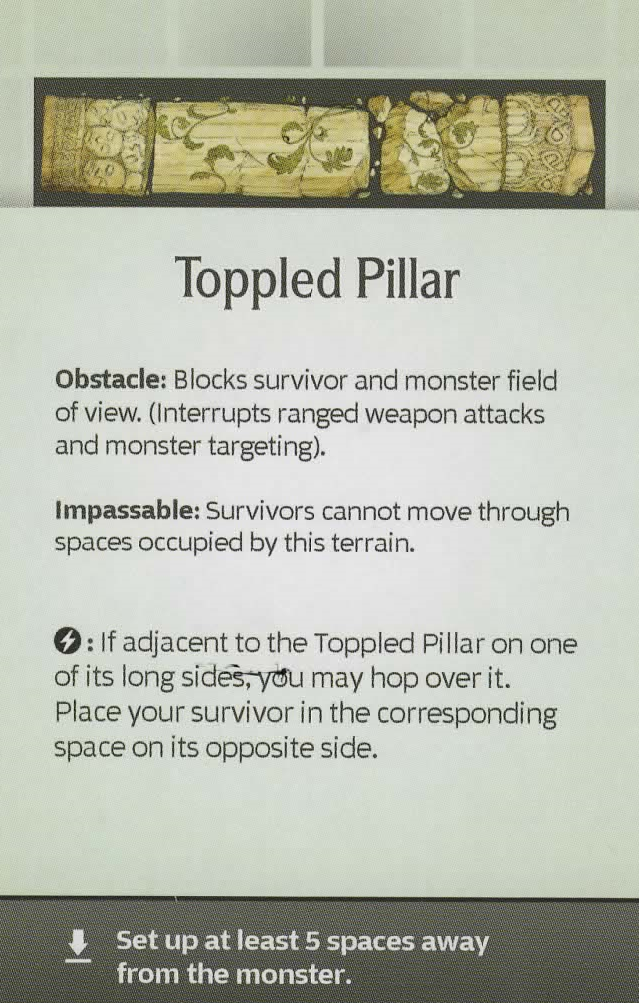 Toppled Pillar
Obstacle: Blocks survivor and monster field
of view. (Interrupts ranged weapon attacks
and monster targeting).
Impassable: Survivors cannot move through
spaces occupied by this terrain.
: If adjacent to the Toppled Pillar on one
of its long sides, you may hop over it.
Place your survivor in the corresponding
space on its opposite side.
Set up at least 5 spaces away
from the monster.